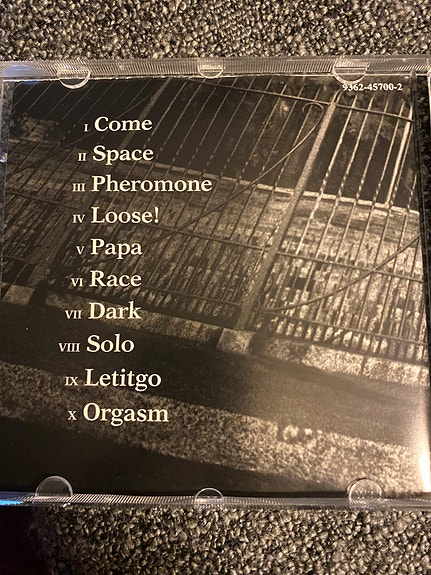 9362-45700-2
I Come
II Space
III Pheromone
IV Loose!
V Papa
VI Race
VII Dark
VIII Solo
IX Letitgo
X Orgasm